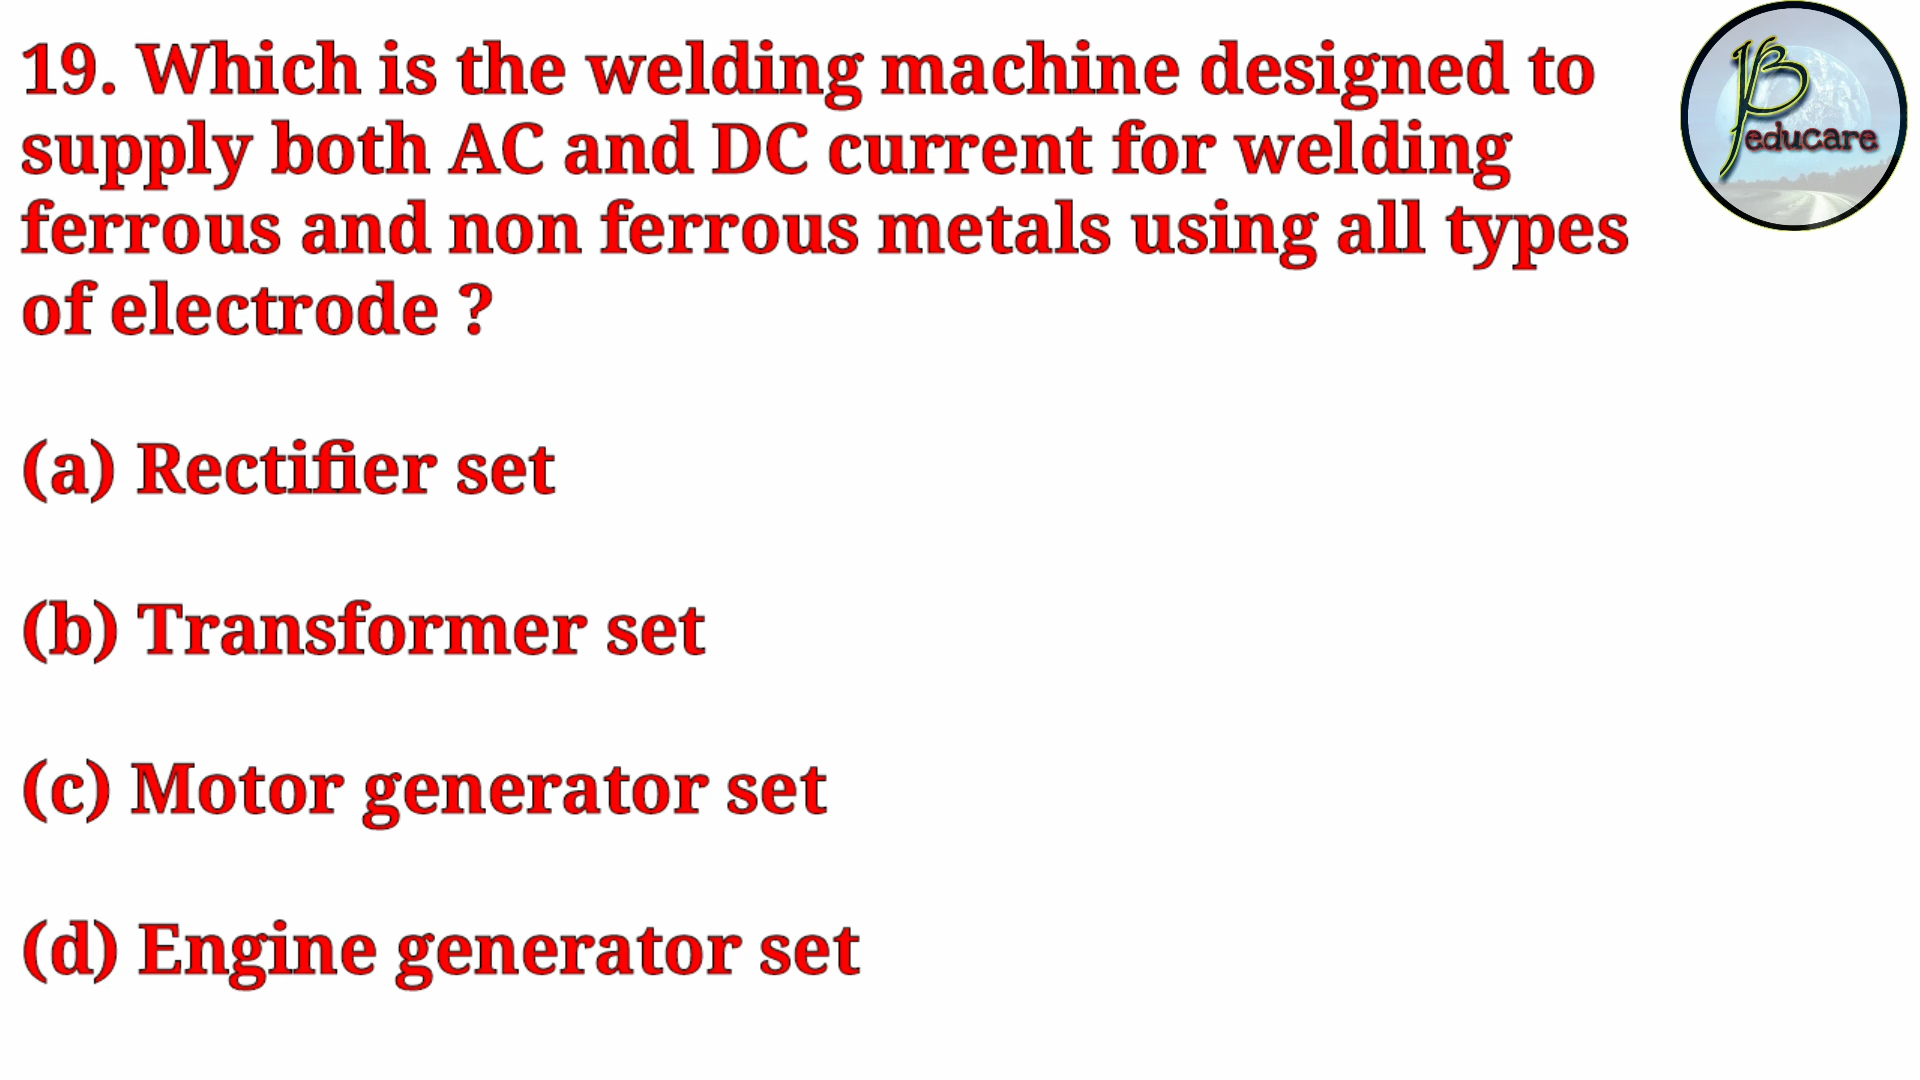 19. Which is the welding machine designed to
supply both AC and DC current for welding
ferrous and non ferrous metals using all types
of electrode ?
(a) Rectifier set
(b) Transformer set
(c) Motor generator set
(d) Engine generator set
educare